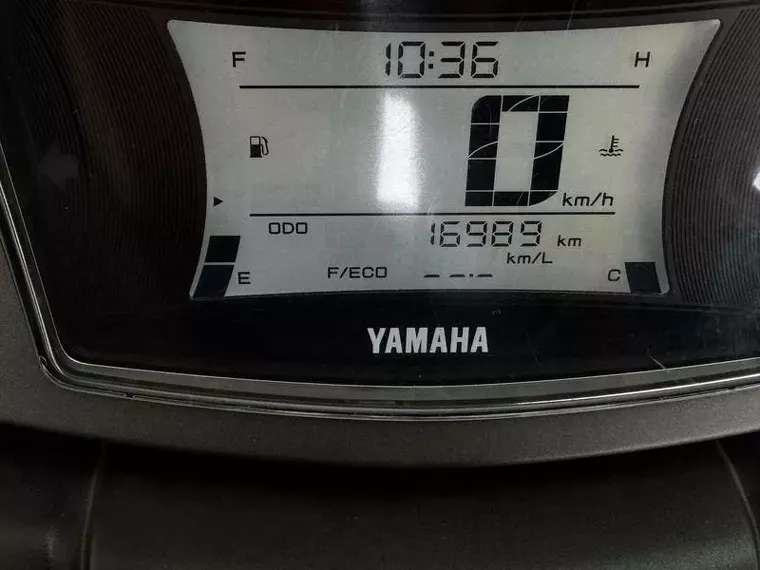 F 10:36 H
0 km/h
ODO 16989 km
km/L
E F/ECO --.- C
YAMAHA